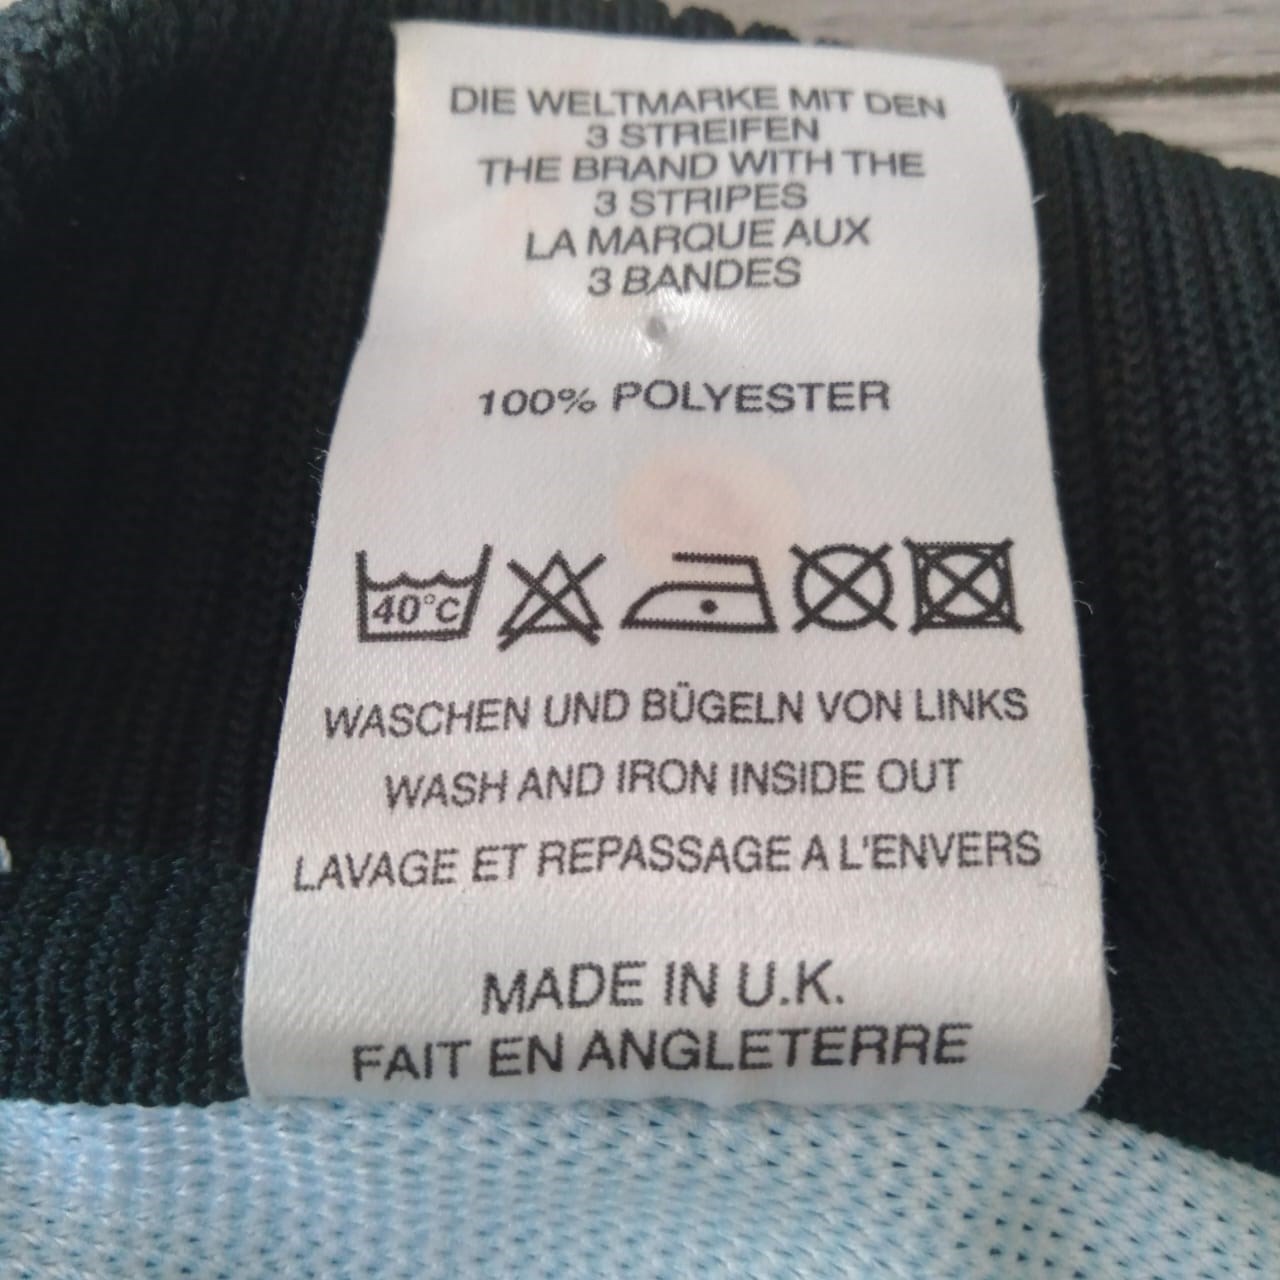 DIE WELTMARKE MIT DEN
3 STREIFEN
THE BRAND WITH THE
3 STRIPES
LA MARQUE AUX
3 BANDES
100% POLYESTER
40°C
WASCHEN UND BÜGELN VON LINKS
WASH AND IRON INSIDE OUT
LAVAGE ET REPASSAGE A L'ENVERS
MADE IN U.K.
FAIT EN ANGLETERRE